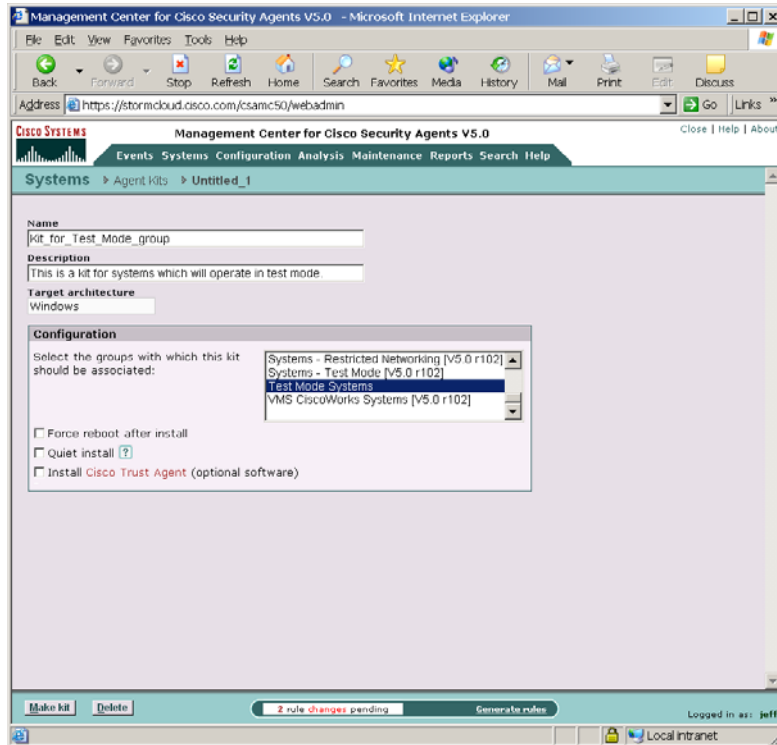 Management Center for Cisco Security Agents V5.0 - Microsoft Internet Explorer
File Edit View Favorites Tools Help
Back Forward Stop Refresh Home Search Favorites Media History Mail Print Edit Discuss
Address https://stormcloud.cisco.com/csamc50/webadmin Go Links »
CISCO SYSTEMS Management Center for Cisco Security Agents V5.0 Close | Help | About
Events Systems Configuration Analysis Maintenance Reports Search Help
Systems Agent Kits Untitled_1
Name
Kit_for_Test_Mode_group
Description
This is a kit for systems which will operate in test mode.
Target architecture
Windows
Configuration
Select the groups with which this kit
should be associated:
Systems - Restricted Networking [V5.0 r102]
Systems - Test Mode [V5.0 r102]
Test Mode Systems
VMS CiscoWorks Systems [V5.0 r102]
Force reboot after install
Quiet install ?
Install Cisco Trust Agent (optional software)
Make kit Delete 2 rule changes pending Generate rules Logged in as: jeff
Local intranet